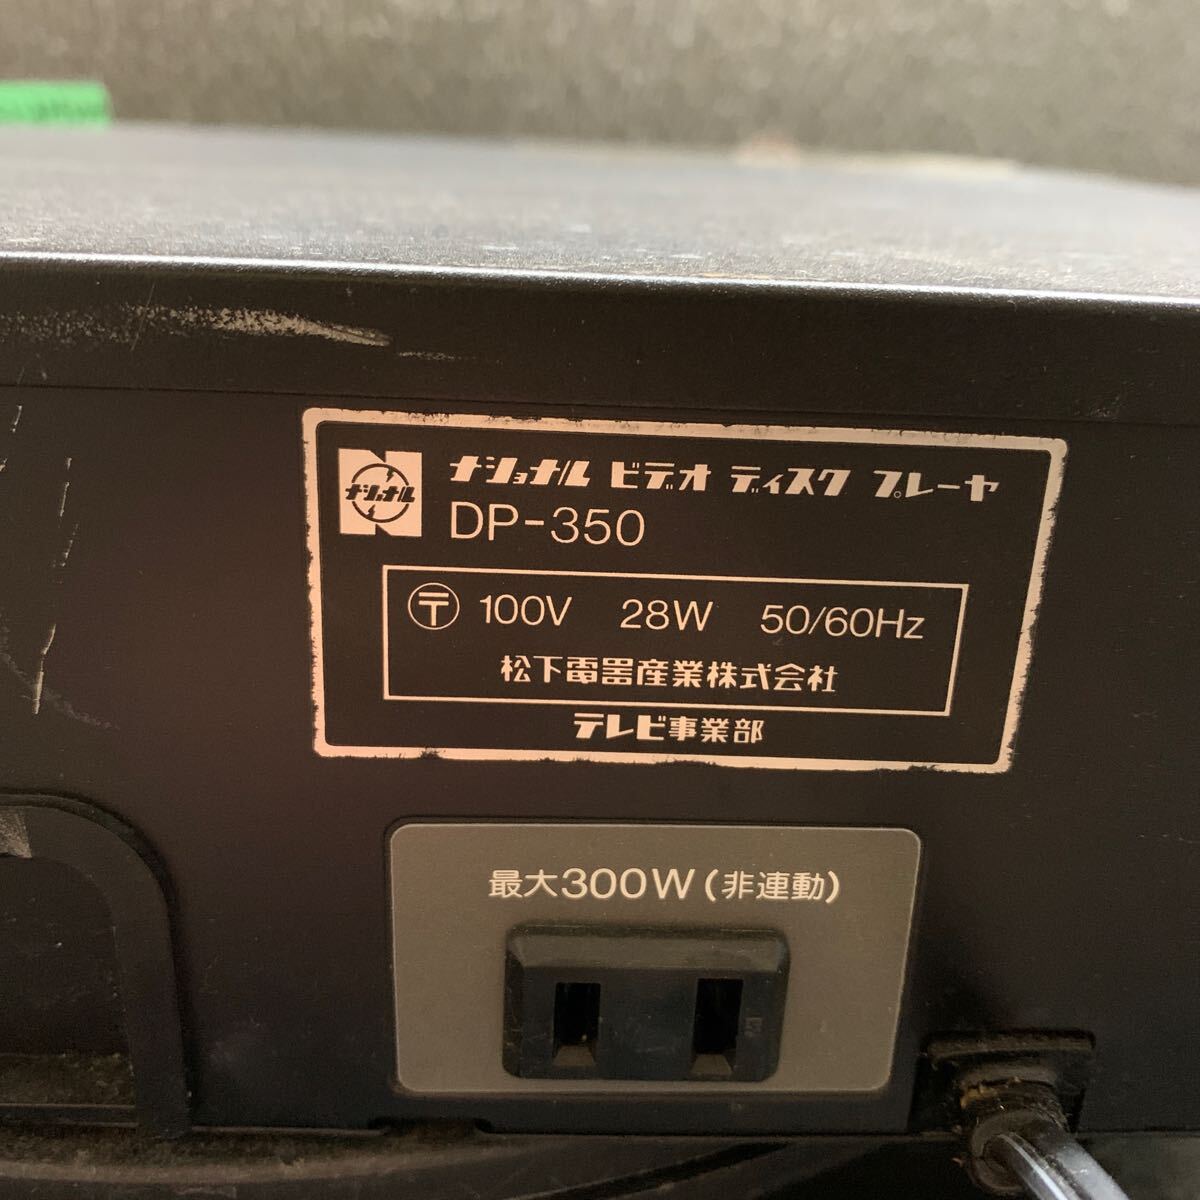 ナショナル
ナショナル ビデオ ディスク プレーヤ
DP-350
〒 100V 28W 50/60Hz
松下電器産業株式会社
テレビ事業部
最大300W(非連動)